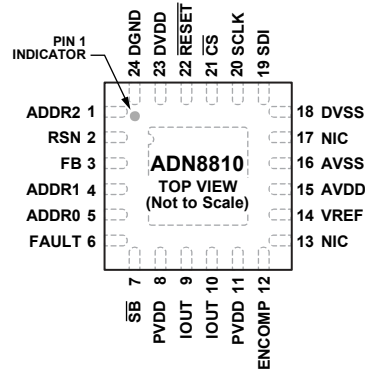 PIN 1
INDICATOR
24 DGND
23 DVDD
22 RESET
21 CS
20 SCLK
19 SDI
ADDR2 1
RSN 2
FB 3
ADDR1 4
ADDR0 5
FAULT 6
ADN8810
TOP VIEW
(Not to Scale)
18 DVSS
17 NIC
16 AVSS
15 AVDD
14 VREF
13 NIC
SB 7
PVDD 8
IOUT 9
IOUT 10
PVDD 11
ENCOMP 12